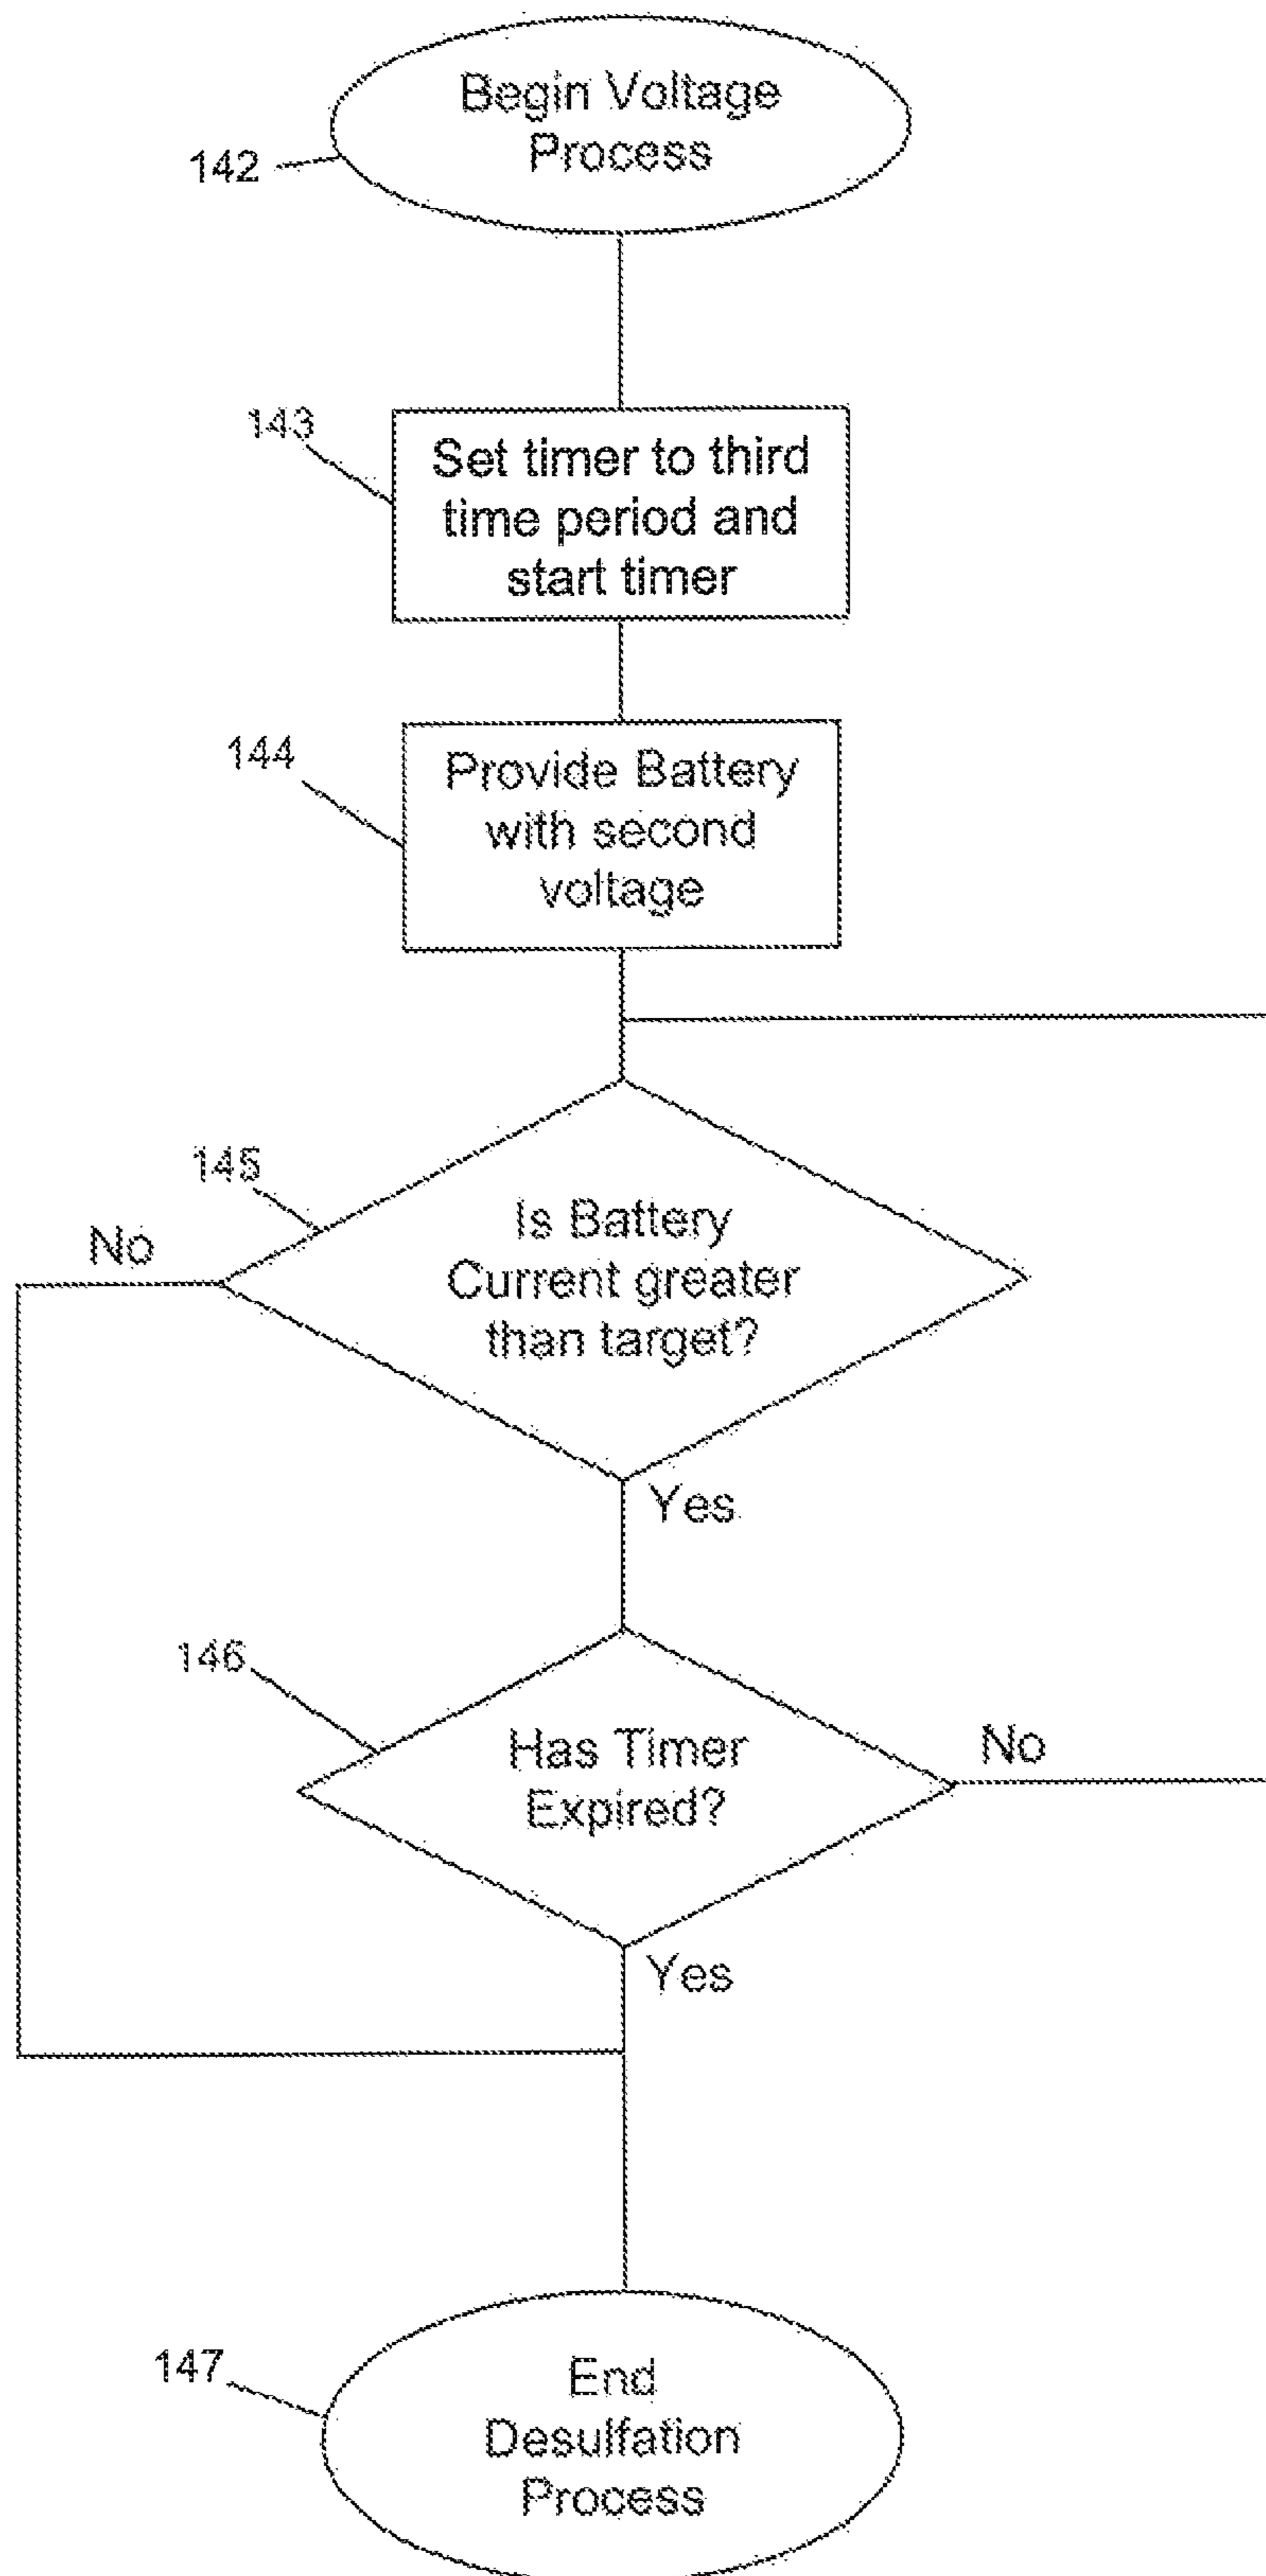 Begin Voltage
Process
142
143
Set timer to third
time period and
start timer
144
Provide Battery
with second
voltage
145
No
Is Battery
Current greater
than target?
Yes
146
Has Timer
Expired?
No
Yes
147
End
Desulfation
Process